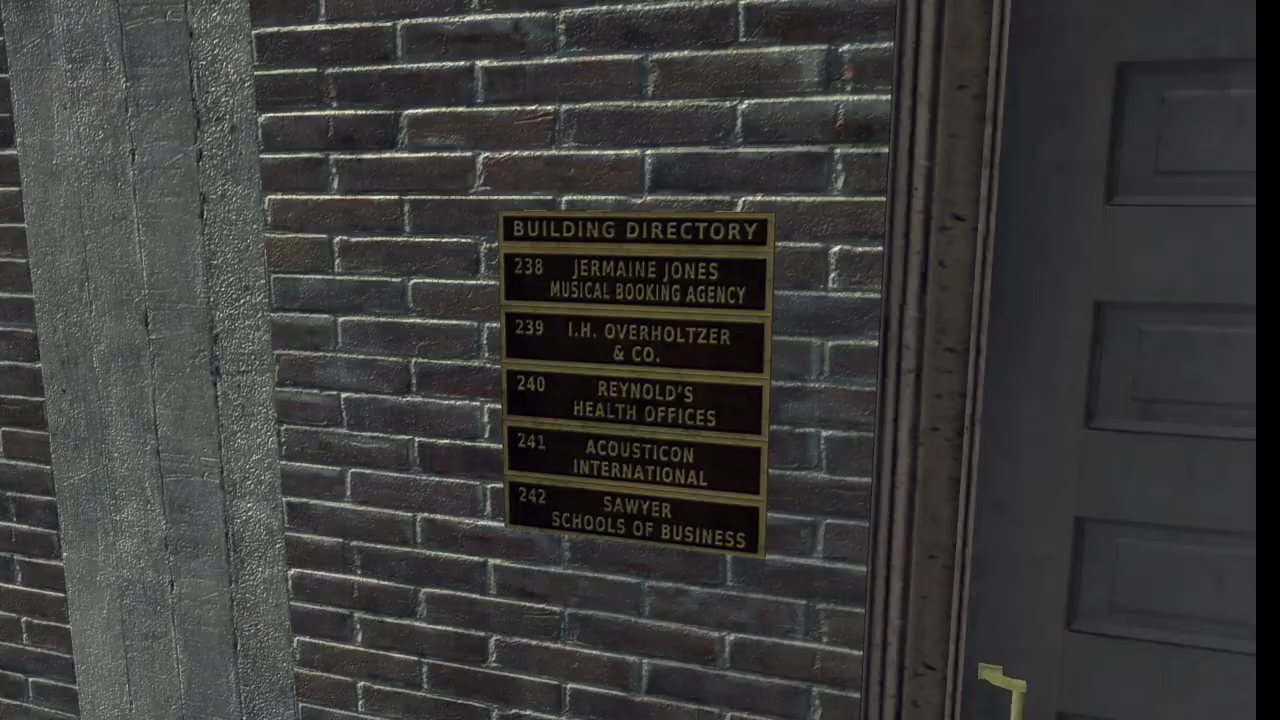 BUILDING DIRECTORY
238 JERMAINE JONES
MUSICAL BOOKING AGENCY
239 I.H. OVERHOLTZER
& CO.
240 REYNOLD'S
HEALTH OFFICES
241 ACOUSTICON
INTERNATIONAL
242 SAWYER
SCHOOLS OF BUSINESS